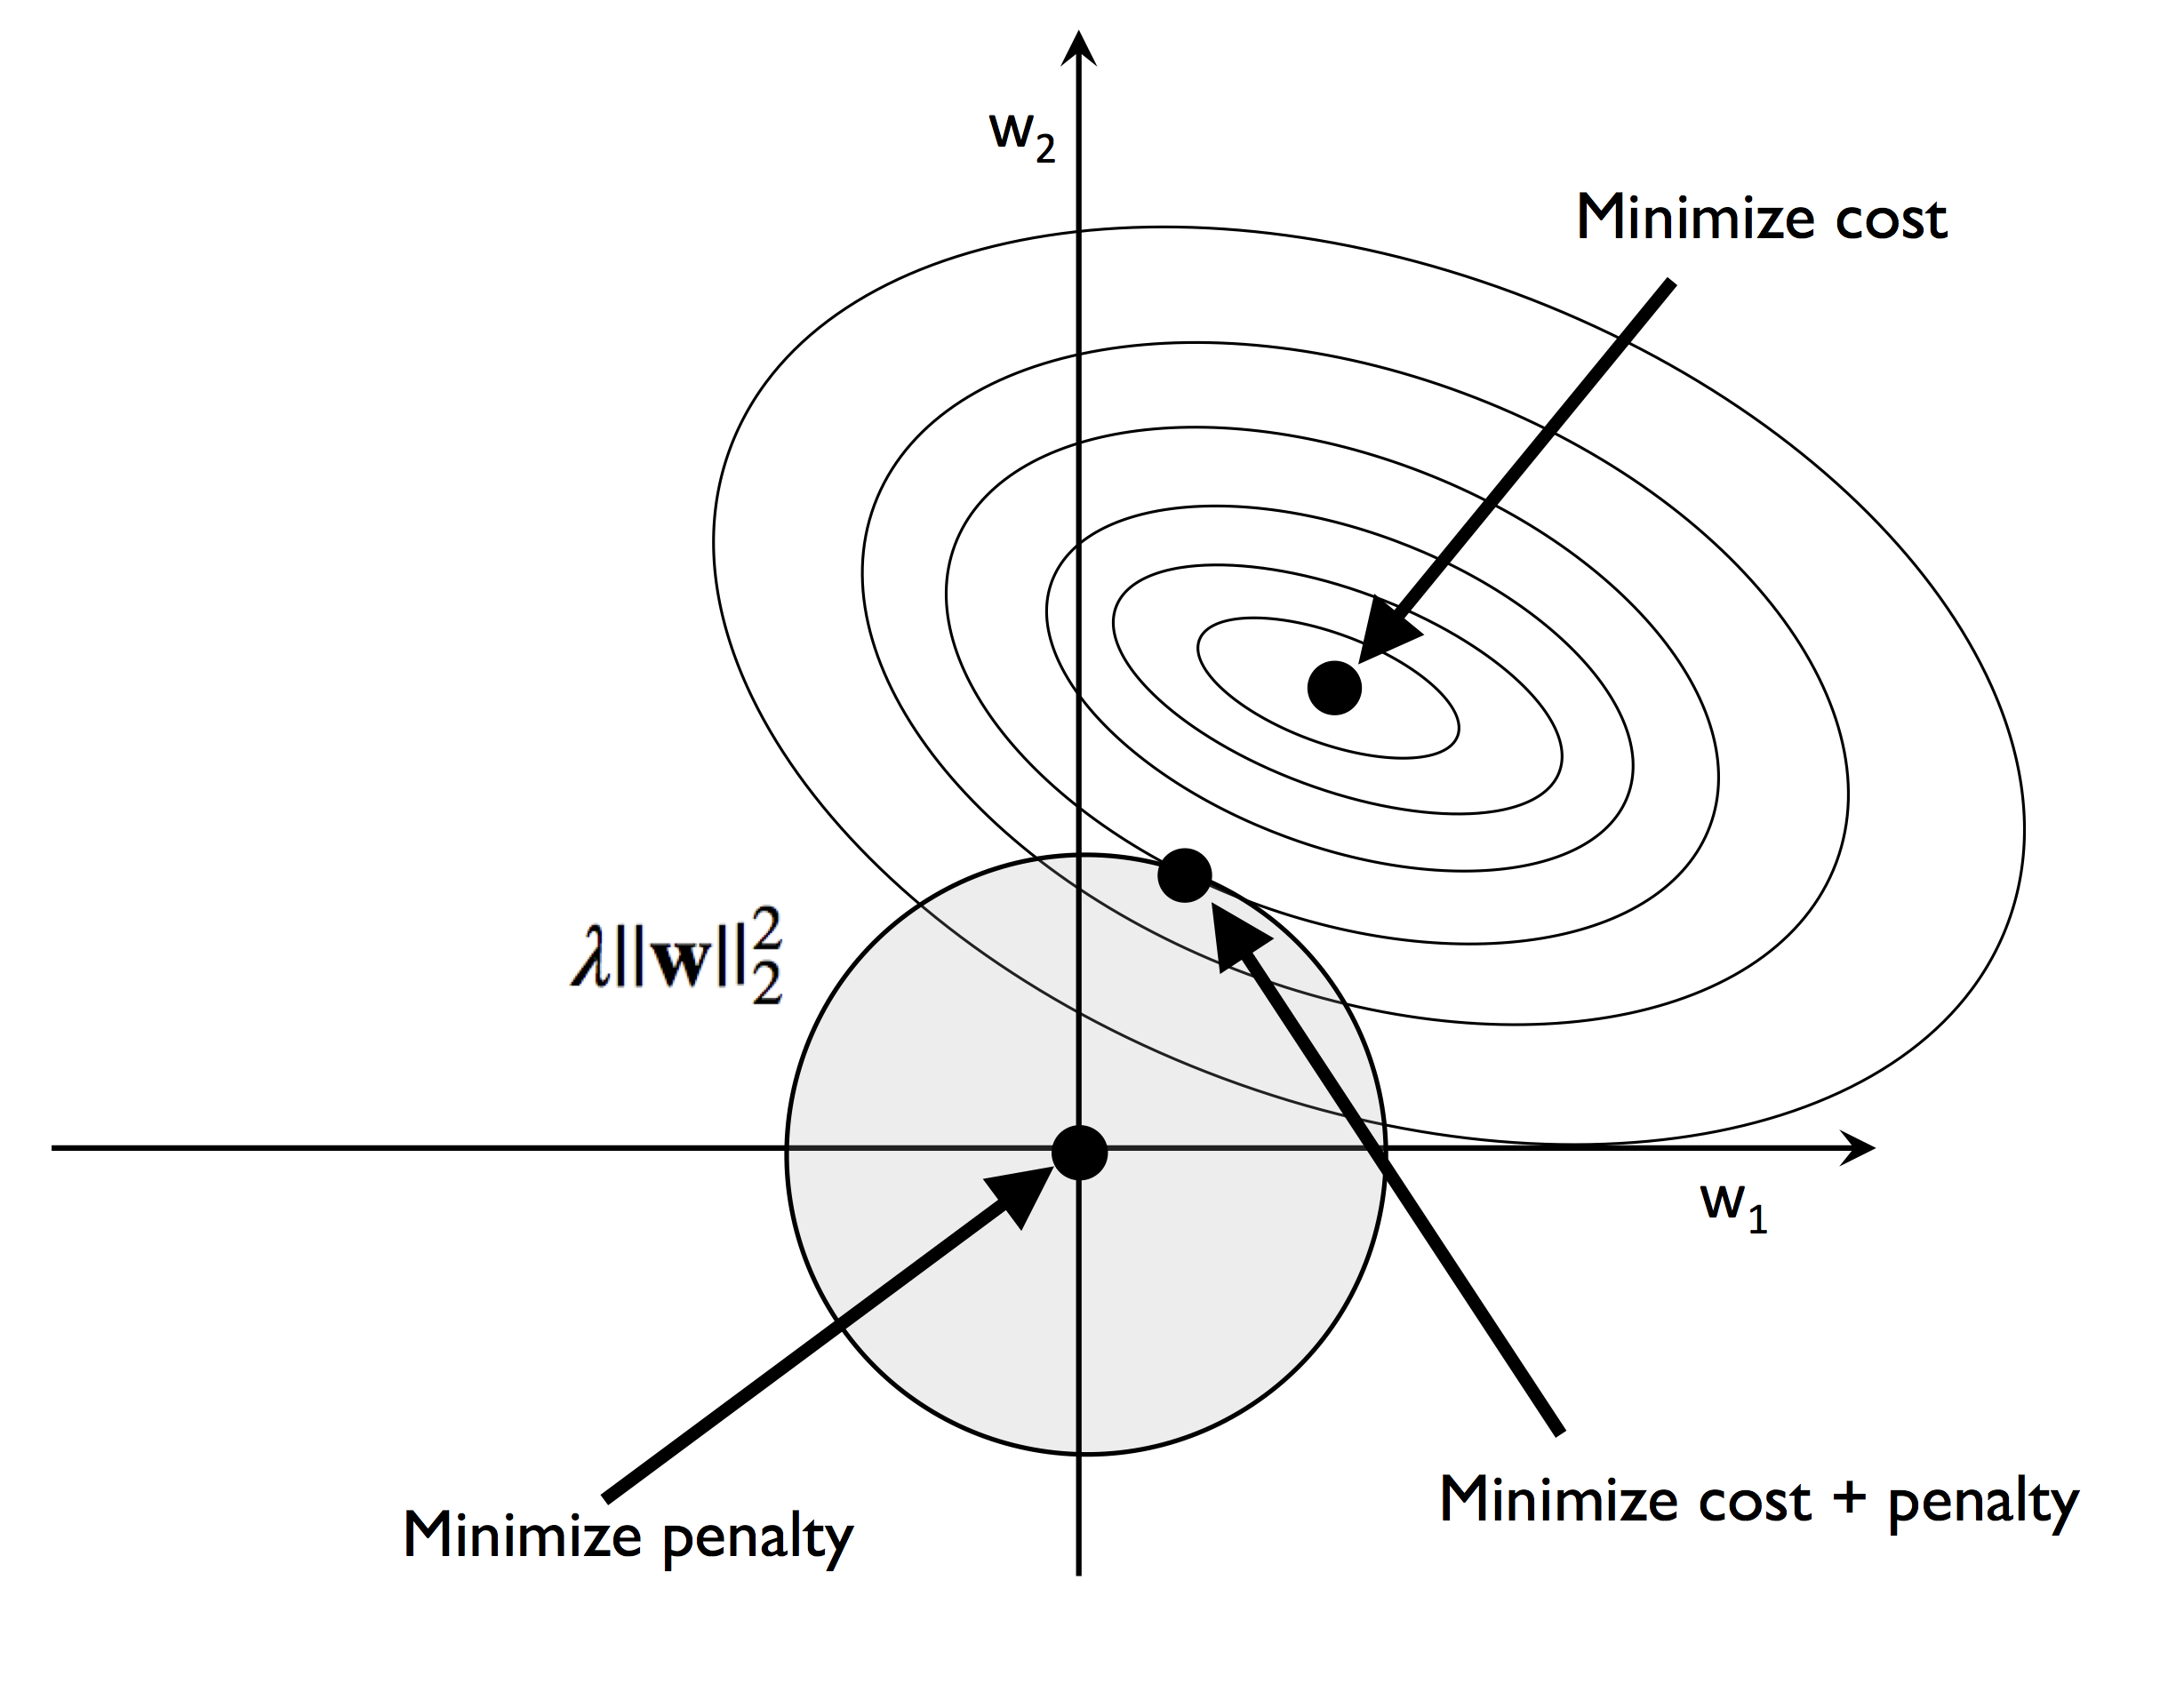 w₂
Minimize cost
λ||w||₂²
w₁
Minimize cost + penalty
Minimize penalty